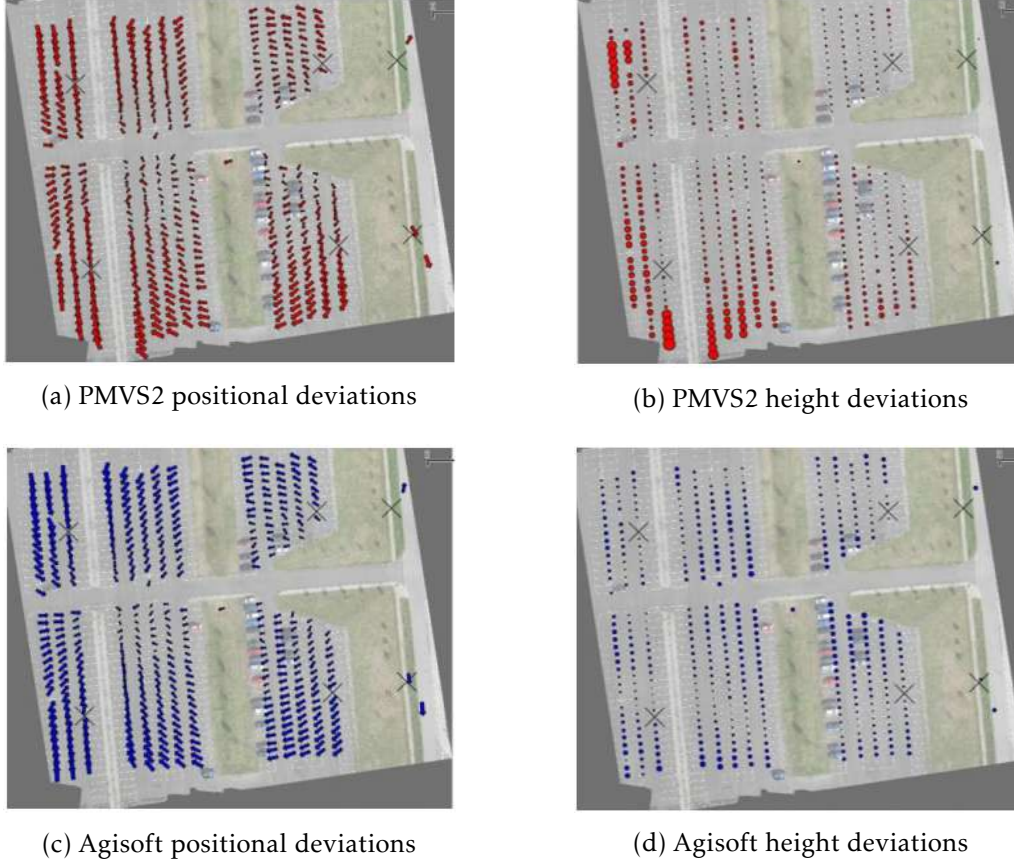 (a) PMVS2 positional deviations
(b) PMVS2 height deviations
(c) Agisoft positional deviations
(d) Agisoft height deviations